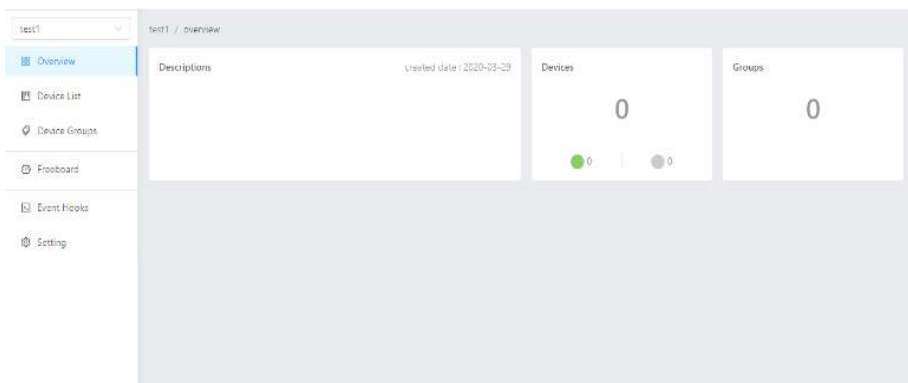 test1
test1 / overview
Overview
Device List
Device Groups
Freeboard
Event Hooks
Setting
Descriptions
created date : 2020-03-29
Devices
0
0
0
Groups
0